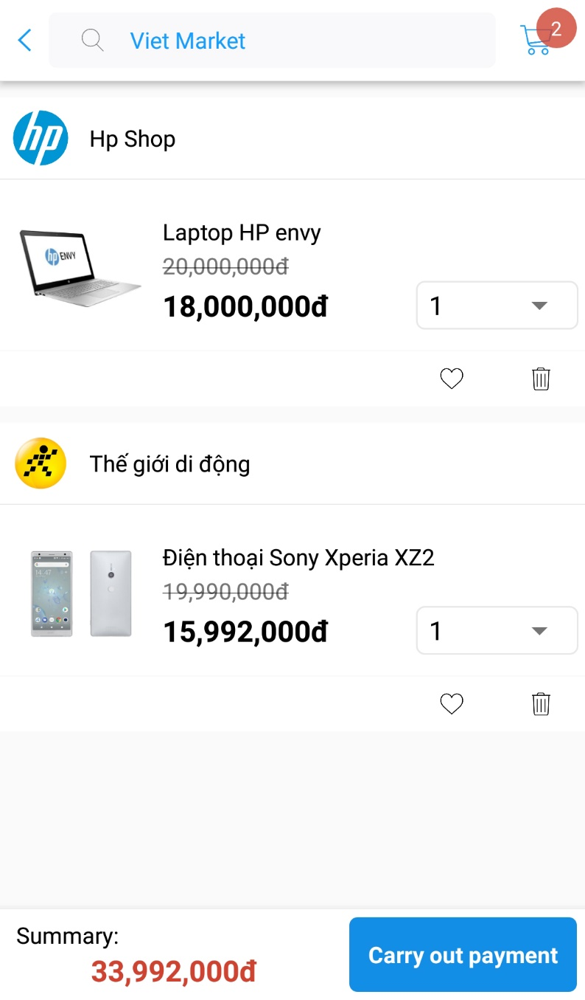 Viet Market
2
hp
Hp Shop
hp ENVY
Laptop HP envy
20,000,000đ
18,000,000đ
1
Thế giới di động
14 47
Điện thoại Sony Xperia XZ2
19,990,000đ
15,992,000đ
1
Summary:
33,992,000đ
Carry out payment